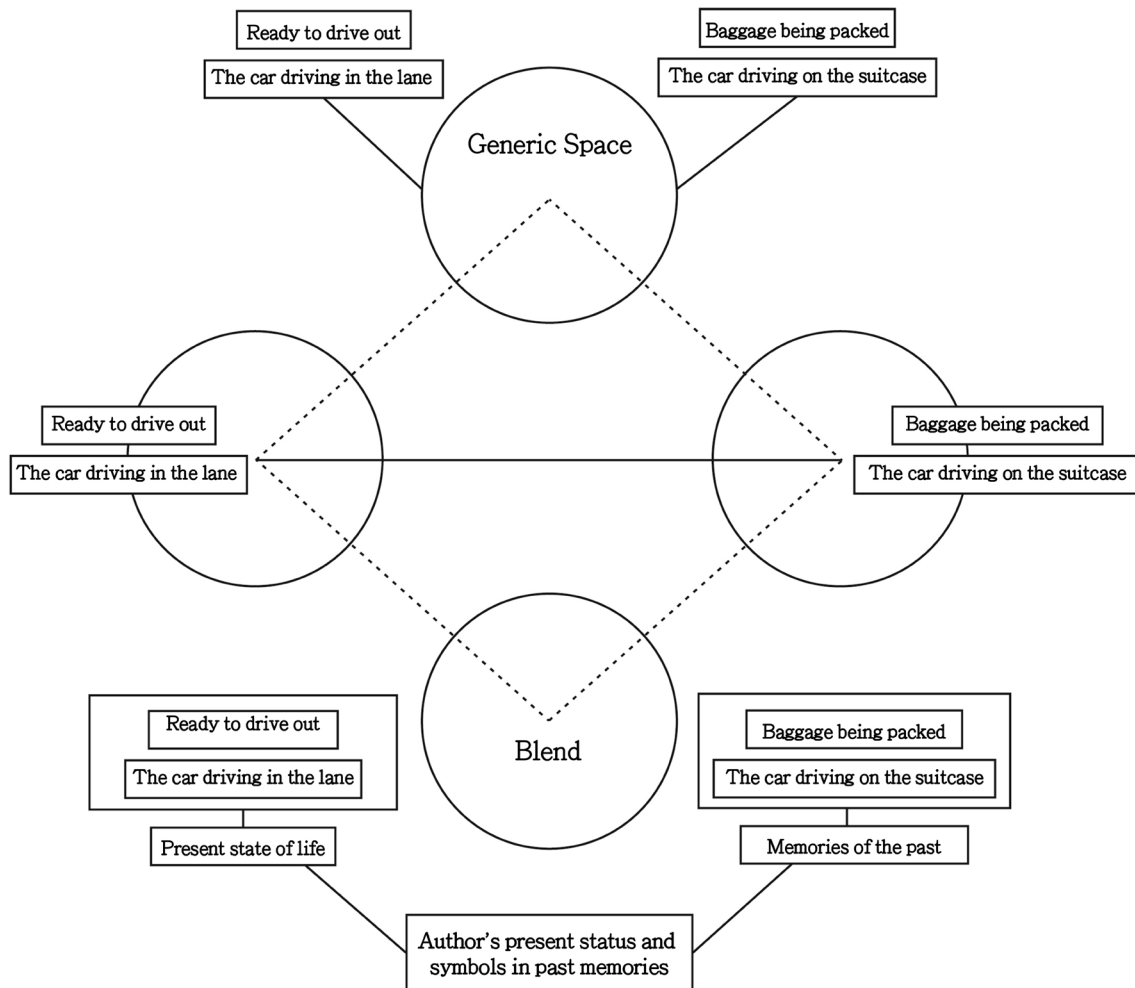 Ready to drive out
The car driving in the lane
Baggage being packed
The car driving on the suitcase
Generic Space
Ready to drive out
The car driving in the lane
Baggage being packed
The car driving on the suitcase
Ready to drive out
The car driving in the lane
Present state of life
Blend
Baggage being packed
The car driving on the suitcase
Memories of the past
Author's present status and
symbols in past memories